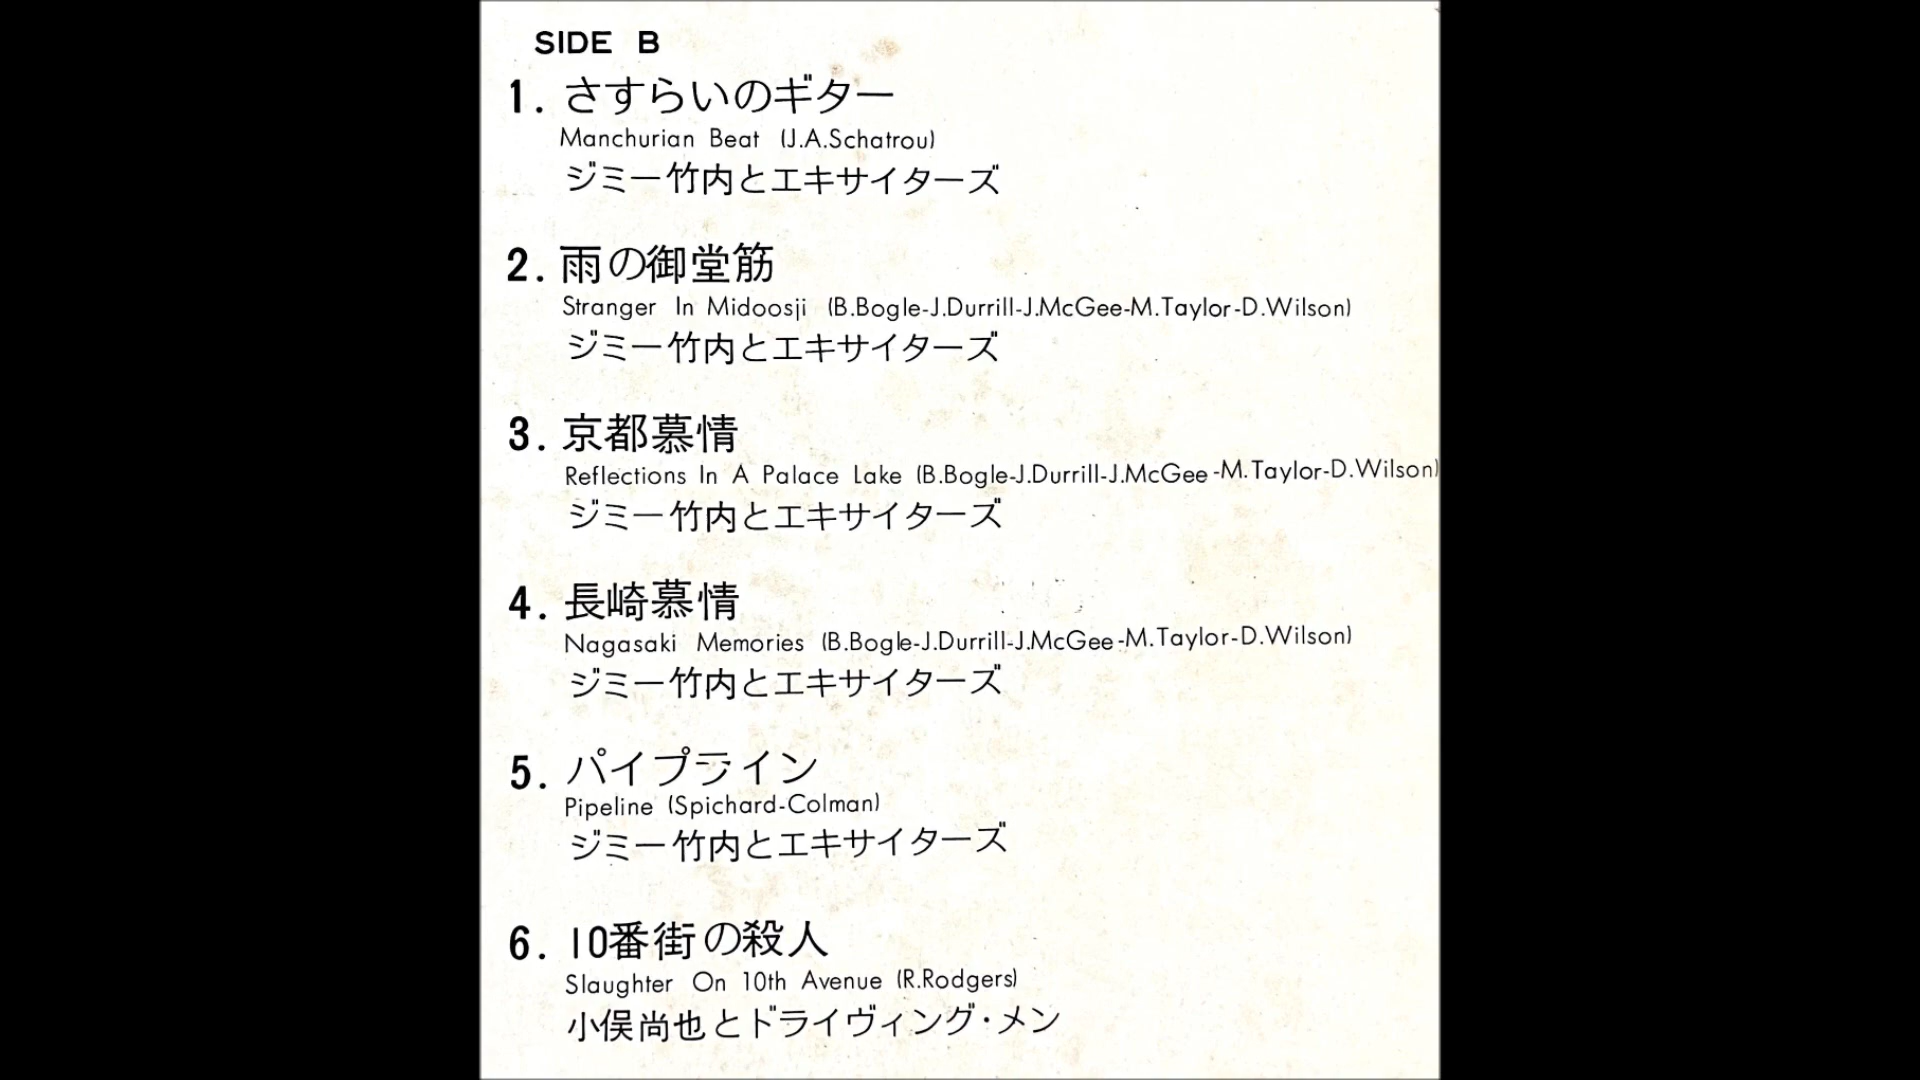 SIDE B
1. さすらいのギター
Manchurian Beat (J.A.Schatrou)
ジミー竹内とエキサイターズ
2. 雨の御堂筋
Stranger In Midoosji (B.Bogle-J.Durrill-J.McGee-M.Taylor-D.Wilson)
ジミー竹内とエキサイターズ
3. 京都慕情
Reflections In A Palace Lake (B.Bogle-J.Durrill-J.McGee-M.Taylor-D.Wilson)
ジミー竹内とエキサイターズ
4. 長崎慕情
Nagasaki Memories (B.Bogle-J.Durrill-J.McGee-M.Taylor-D.Wilson)
ジミー竹内とエキサイターズ
5. パイプライン
Pipeline (Spichard-Colman)
ジミー竹内とエキサイターズ
6. 10番街の殺人
Slaughter On 10th Avenue (R.Rodgers)
小俣尚也とドライヴィング・メン